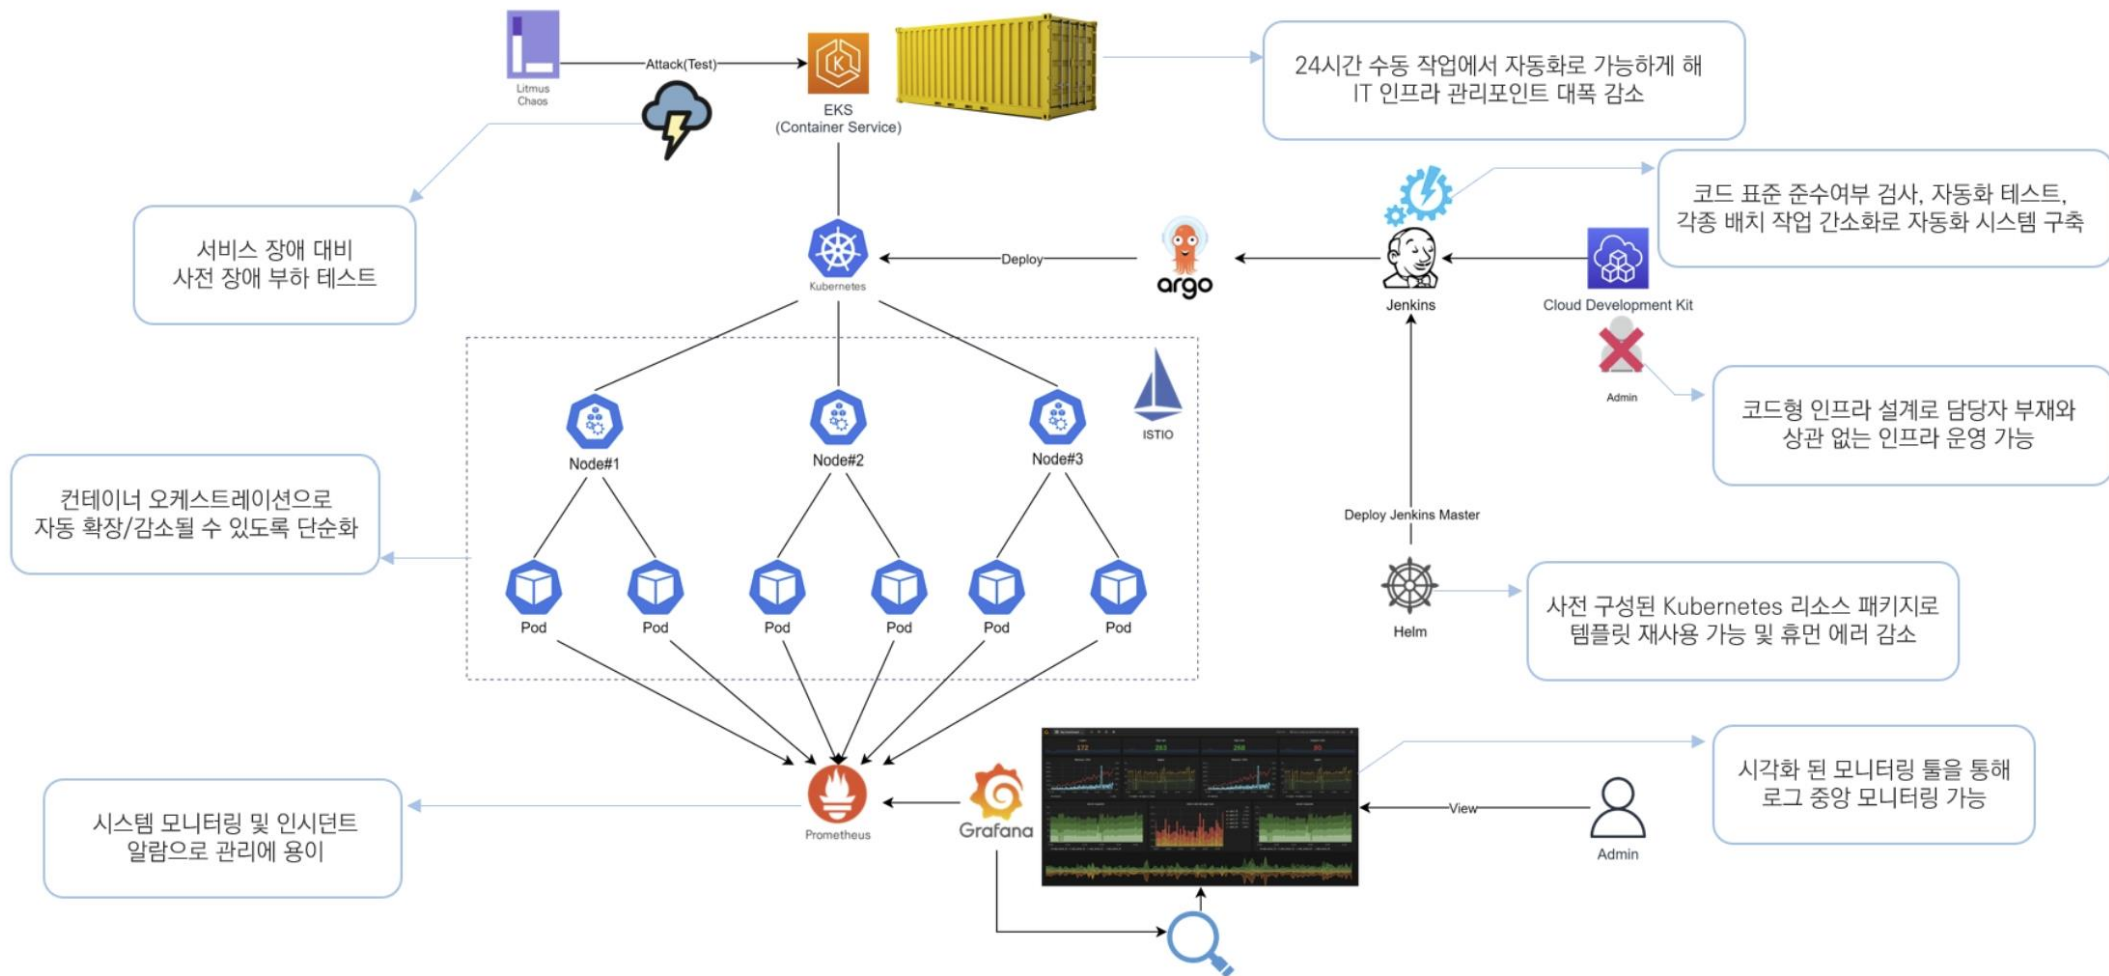 Litmus
Chaos
Attack(Test)
EKS
(Container Service)
24시간 수동 작업에서 자동화로 가능하게 해
IT 인프라 관리포인트 대폭 감소
서비스 장애 대비
사전 장애 부하 테스트
코드 표준 준수여부 검사, 자동화 테스트,
각종 배치 작업 간소화로 자동화 시스템 구축
Kubernetes
Deploy
argo
Jenkins
Cloud Development Kit
Admin
코드형 인프라 설계로 담당자 부재와
상관 없는 인프라 운영 가능
ISTIO
Node#1
Node#2
Node#3
컨테이너 오케스트레이션으로
자동 확장/감소될 수 있도록 단순화
Deploy Jenkins Master
Pod
Pod
Pod
Pod
Pod
Pod
Helm
사전 구성된 Kubernetes 리소스 패키지로
템플릿 재사용 가능 및 휴먼 에러 감소
시스템 모니터링 및 인시던트
알람으로 관리에 용이
Prometheus
Grafana
172
View
Admin
시각화 된 모니터링 툴을 통해
로그 중앙 모니터링 가능